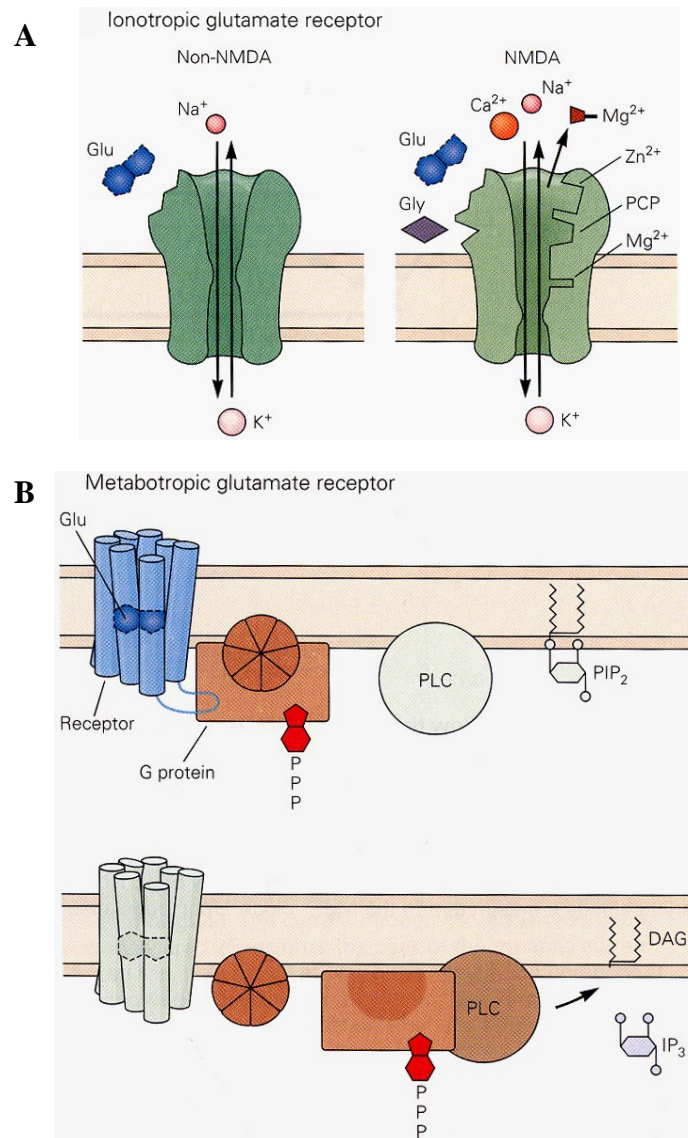 A
Ionotropic glutamate receptor
Non-NMDA
NMDA
Na⁺
Glu
K⁺
Ca²⁺
Na⁺
Mg²⁺
Glu
Zn²⁺
Gly
PCP
Mg²⁺
K⁺
B
Metabotropic glutamate receptor
Glu
PLC
PIP₂
Receptor
G protein
P
P
P
DAG
PLC
IP₃
P
P
P